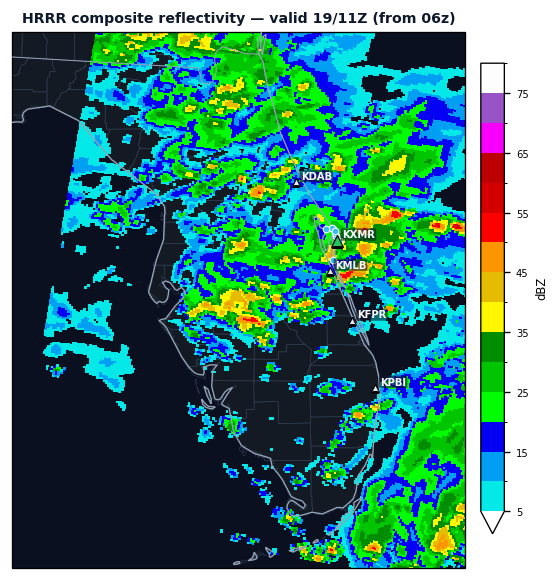 HRRR composite reflectivity — valid 19/11Z (from 06z)
KDAB
KXMR
KMLB
KFPR
KPBI
75
65
55
45
35
25
15
5
dBZ